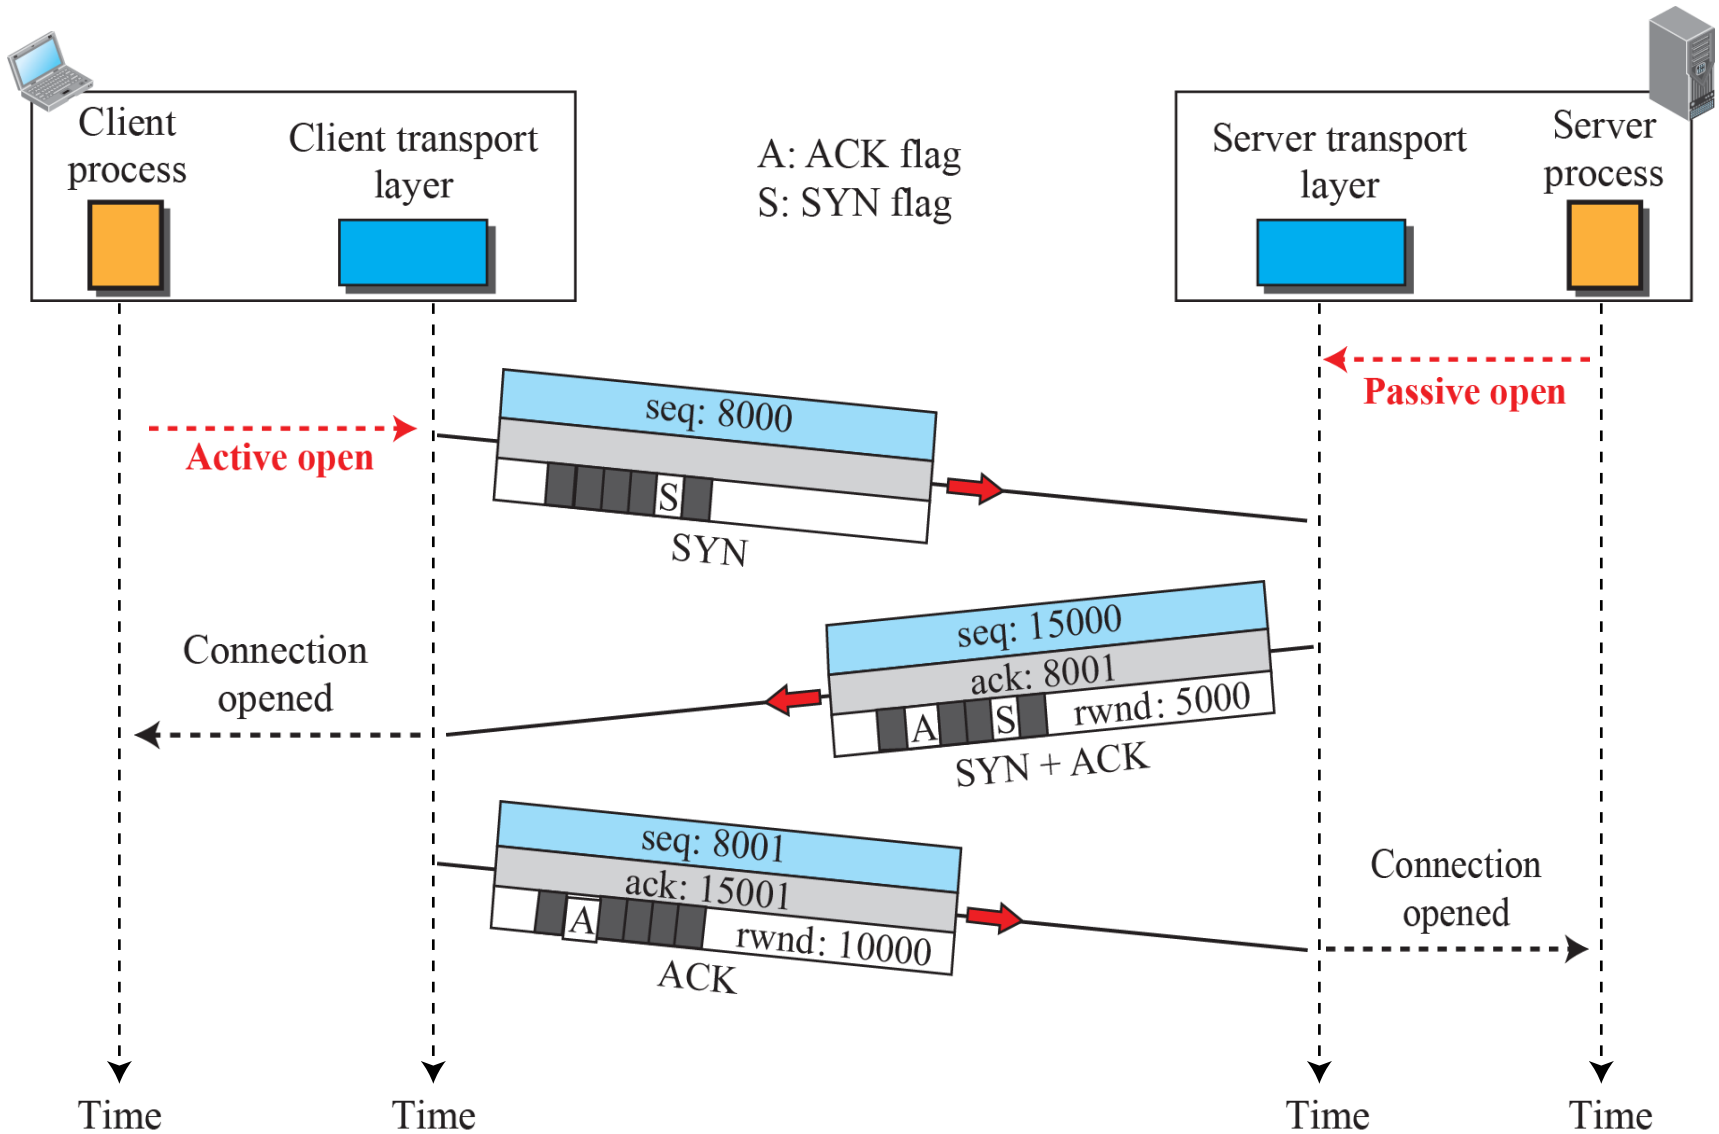 Client
process
Client transport
layer
A: ACK flag
S: SYN flag
Server transport
layer
Server
process
Passive open
Active open
seq: 8000
S
SYN
seq: 15000
ack: 8001
A
S
rwnd: 5000
SYN + ACK
Connection
opened
seq: 8001
ack: 15001
A
rwnd: 10000
ACK
Connection
opened
Time
Time
Time
Time